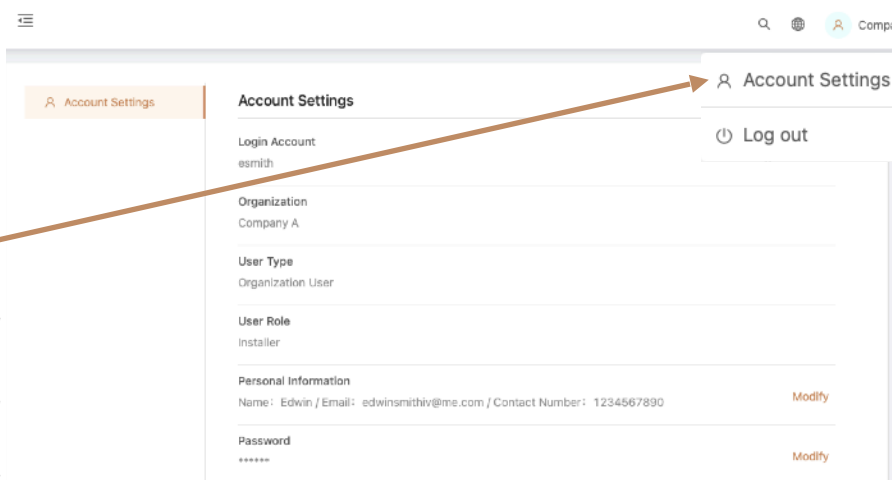 Compa
Account Settings
Log out
Account Settings
Account Settings
Login Account
esmith
Organization
Company A
User Type
Organization User
User Role
Installer
Personal Information
Name: Edwin / Email: edwinsmithiv@me.com / Contact Number: 1234567890
Modify
Password
******
Modify